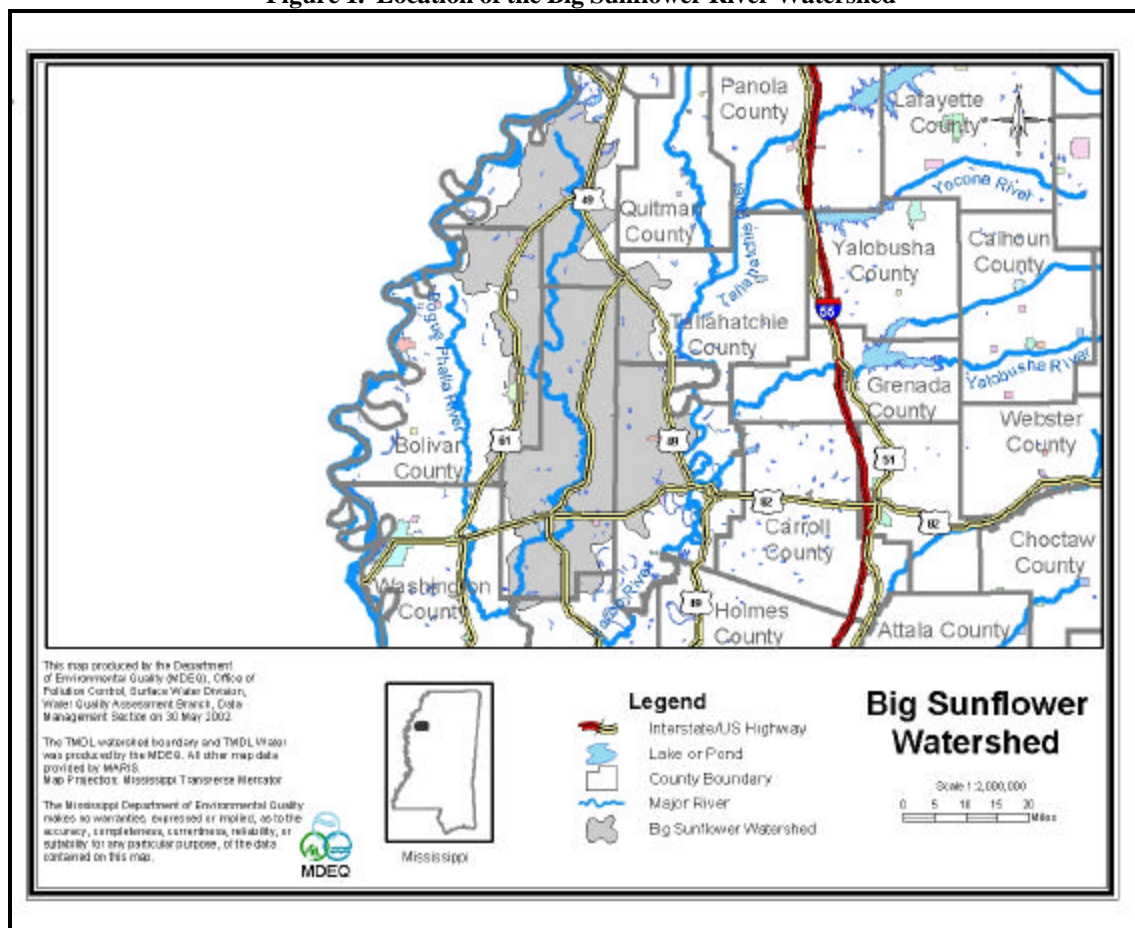 Figure 1. Location of the Big Sunflower River Watershed
Panola
County
Lafayette
County
49
Quitman
County
Tallahatchie River
Yocona River
Yalobusha
County
Calhoun
County
55
Tallahatchie
County
Bogue Phalia River
Grenada
County
Yalobusha River
Webster
County
Bolivar
County
61
49
51
82
82
Carroll
County
Choctaw
County
Washington
County
River
49
Holmes
County
Attala County
This map produced by the Department
of Environmental Quality (MDEQ), Office of
Pollution Control, Surface Water Division,
Water Quality Assessment Branch, Data
Management Section on 30 May 2002.
The TMDL watershed boundary and TMDL Water
was produced by the MDEQ. All other map data
provided by MARIS.
Map Projection: Mississippi Transverse Mercator
The Mississippi Department of Environmental Quality
makes no warranties, expressed or implied, as to the
accuracy, completeness, correctness, reliability, or
suitability for any particular purpose, of the data
contained on this map.
MDEQ
Mississippi
Legend
Interstate/US Highway
Lake or Pond
County Boundary
Major River
Big Sunflower Watershed
Big Sunflower
Watershed
Scale 1:2,000,000
0 5 10 15 20
Miles